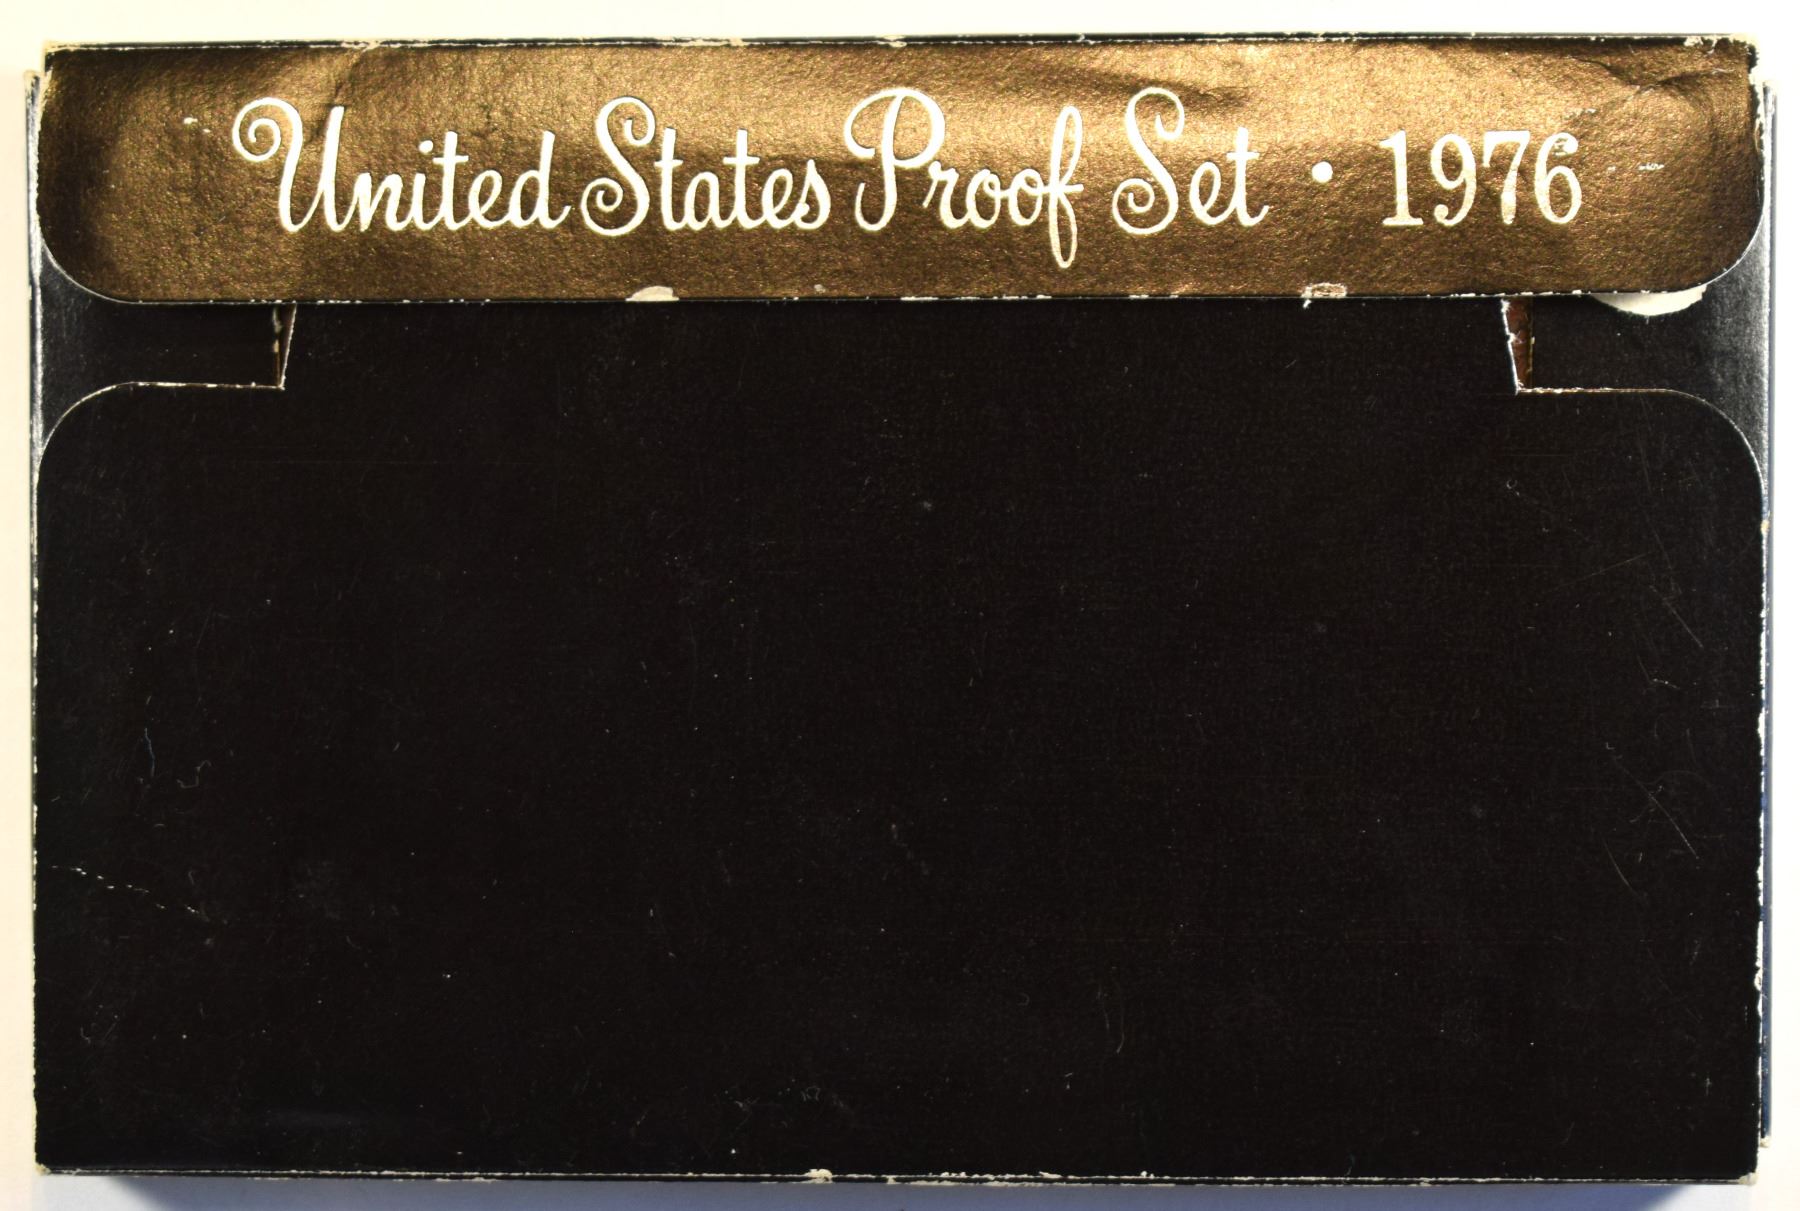 United States Proof Set • 1976